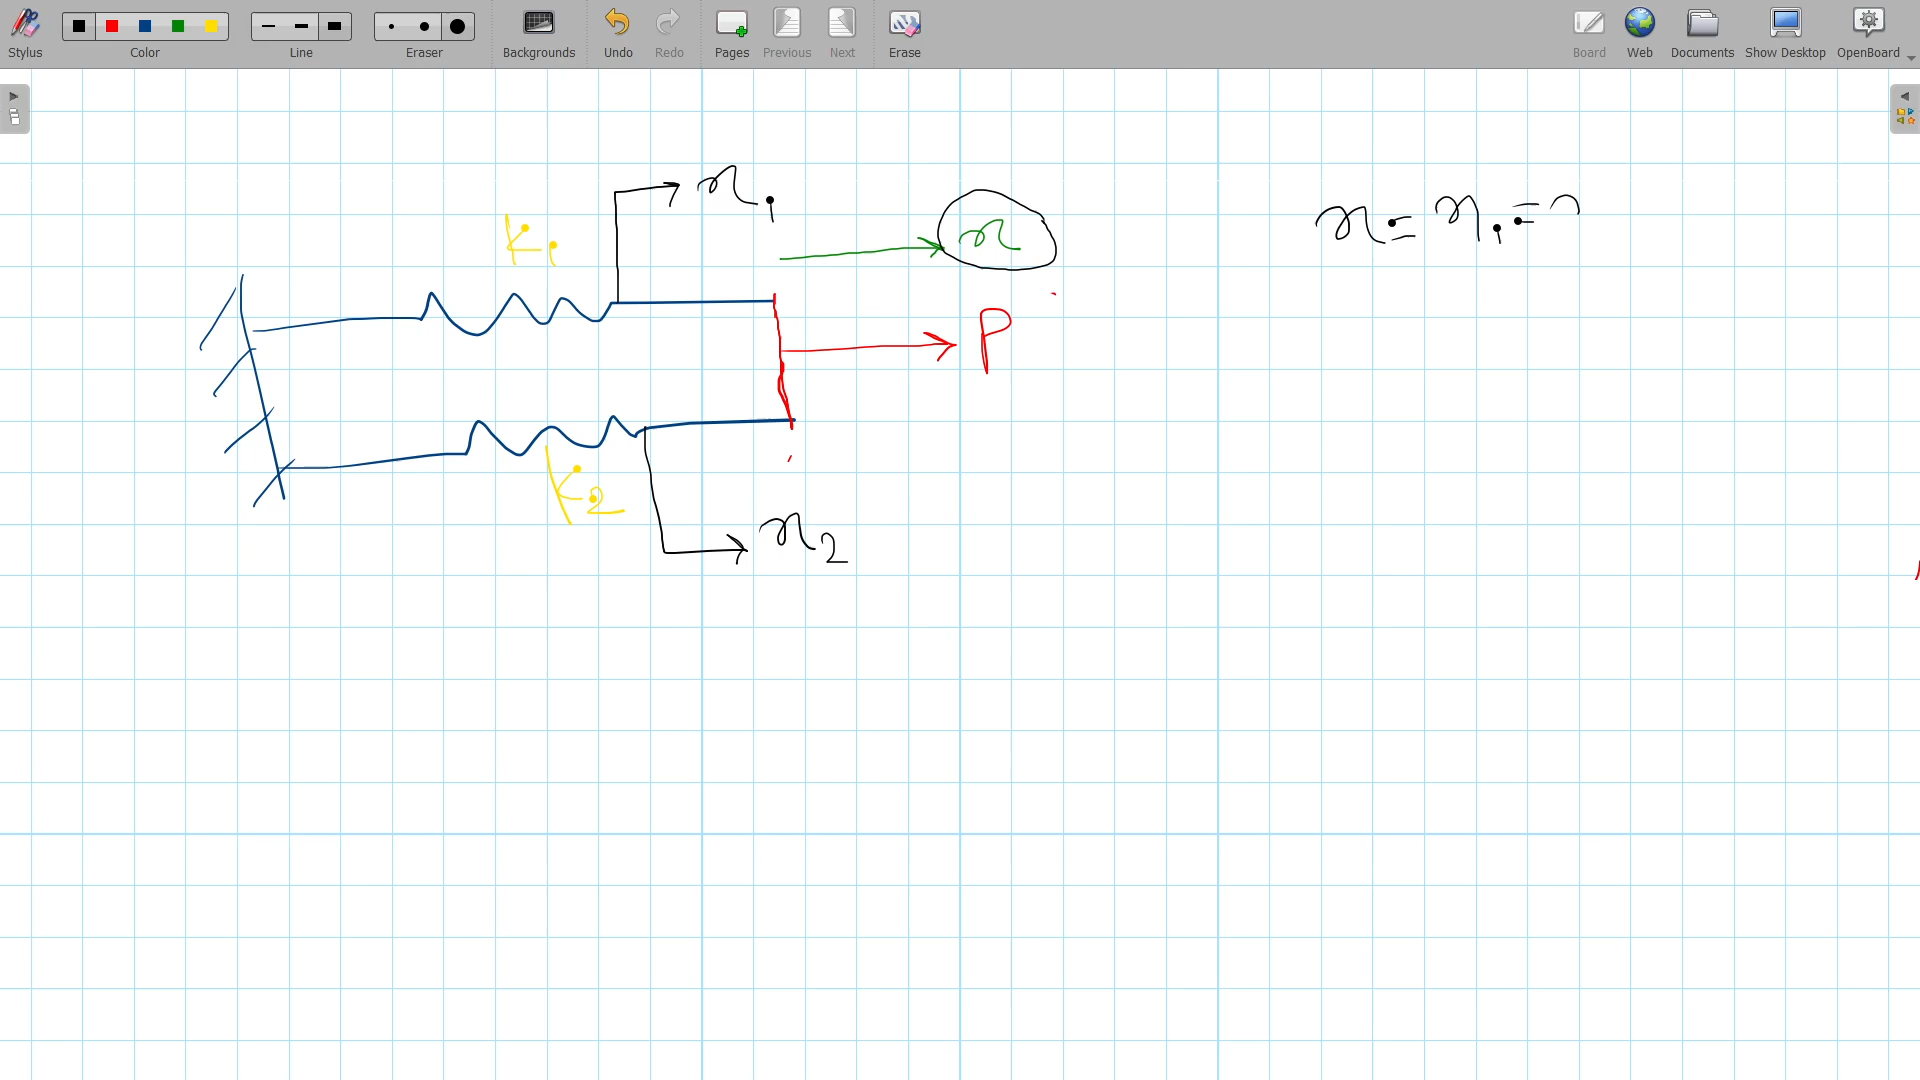 Stylus Color Line Eraser Backgrounds Undo Redo Pages Previous Next Erase Board Web Documents Show Desktop OpenBoard
x₁
x
x = x₁ =
K₁
P
K₂
x₂